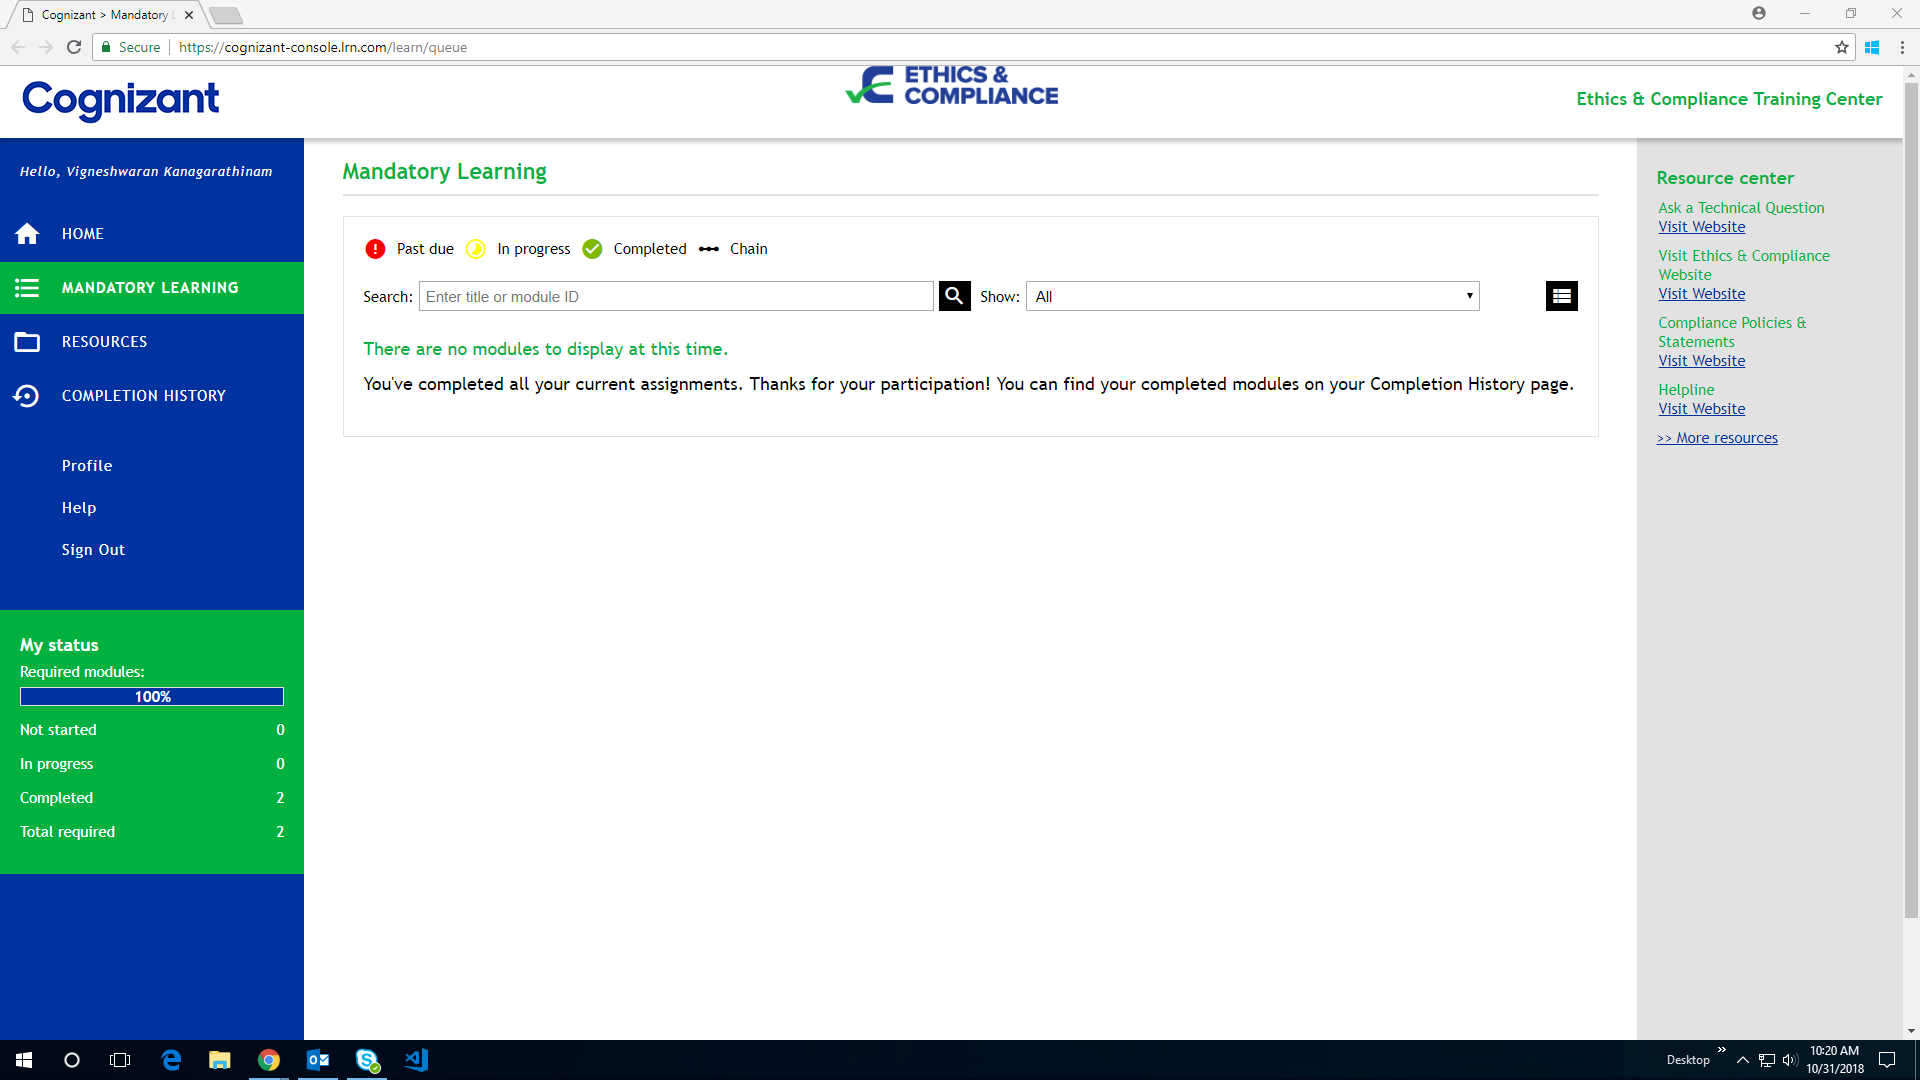 Cognizant > Mandatory
Secure
https://cognizant-console.lrn.com/learn/queue
Cognizant
ETHICS &
COMPLIANCE
Ethics & Compliance Training Center
Hello, Vigneshwaran Kanagarathinam
HOME
MANDATORY LEARNING
RESOURCES
COMPLETION HISTORY
Profile
Help
Sign Out
My status
Required modules:
100%
Not started 0
In progress 0
Completed 2
Total required 2
Mandatory Learning
Past due In progress Completed Chain
Search: Enter title or module ID Show: All
There are no modules to display at this time.
You've completed all your current assignments. Thanks for your participation! You can find your completed modules on your Completion History page.
Resource center
Ask a Technical Question
Visit Website
Visit Ethics & Compliance
Website
Visit Website
Compliance Policies &
Statements
Visit Website
Helpline
Visit Website
>> More resources
Desktop
10:20 AM
10/31/2018